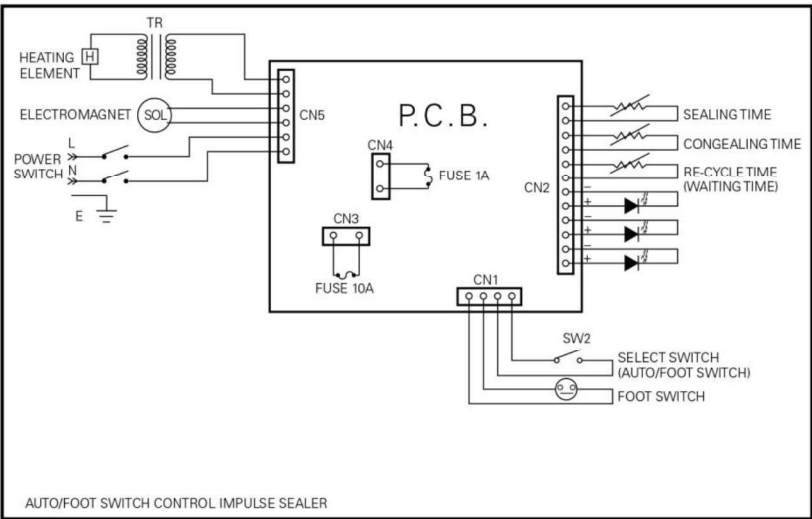 TR
HEATING
ELEMENT
H
ELECTROMAGNET
SOL
CN5
L
POWER
SWITCH
N
E
P.C.B.
CN4
FUSE 1A
CN3
FUSE 10A
CN2
SEALING TIME
CONGEALING TIME
RE-CYCLE TIME
(WAITING TIME)
−
+
−
+
−
+
CN1
SW2
SELECT SWITCH
(AUTO/FOOT SWITCH)
FOOT SWITCH
AUTO/FOOT SWITCH CONTROL IMPULSE SEALER